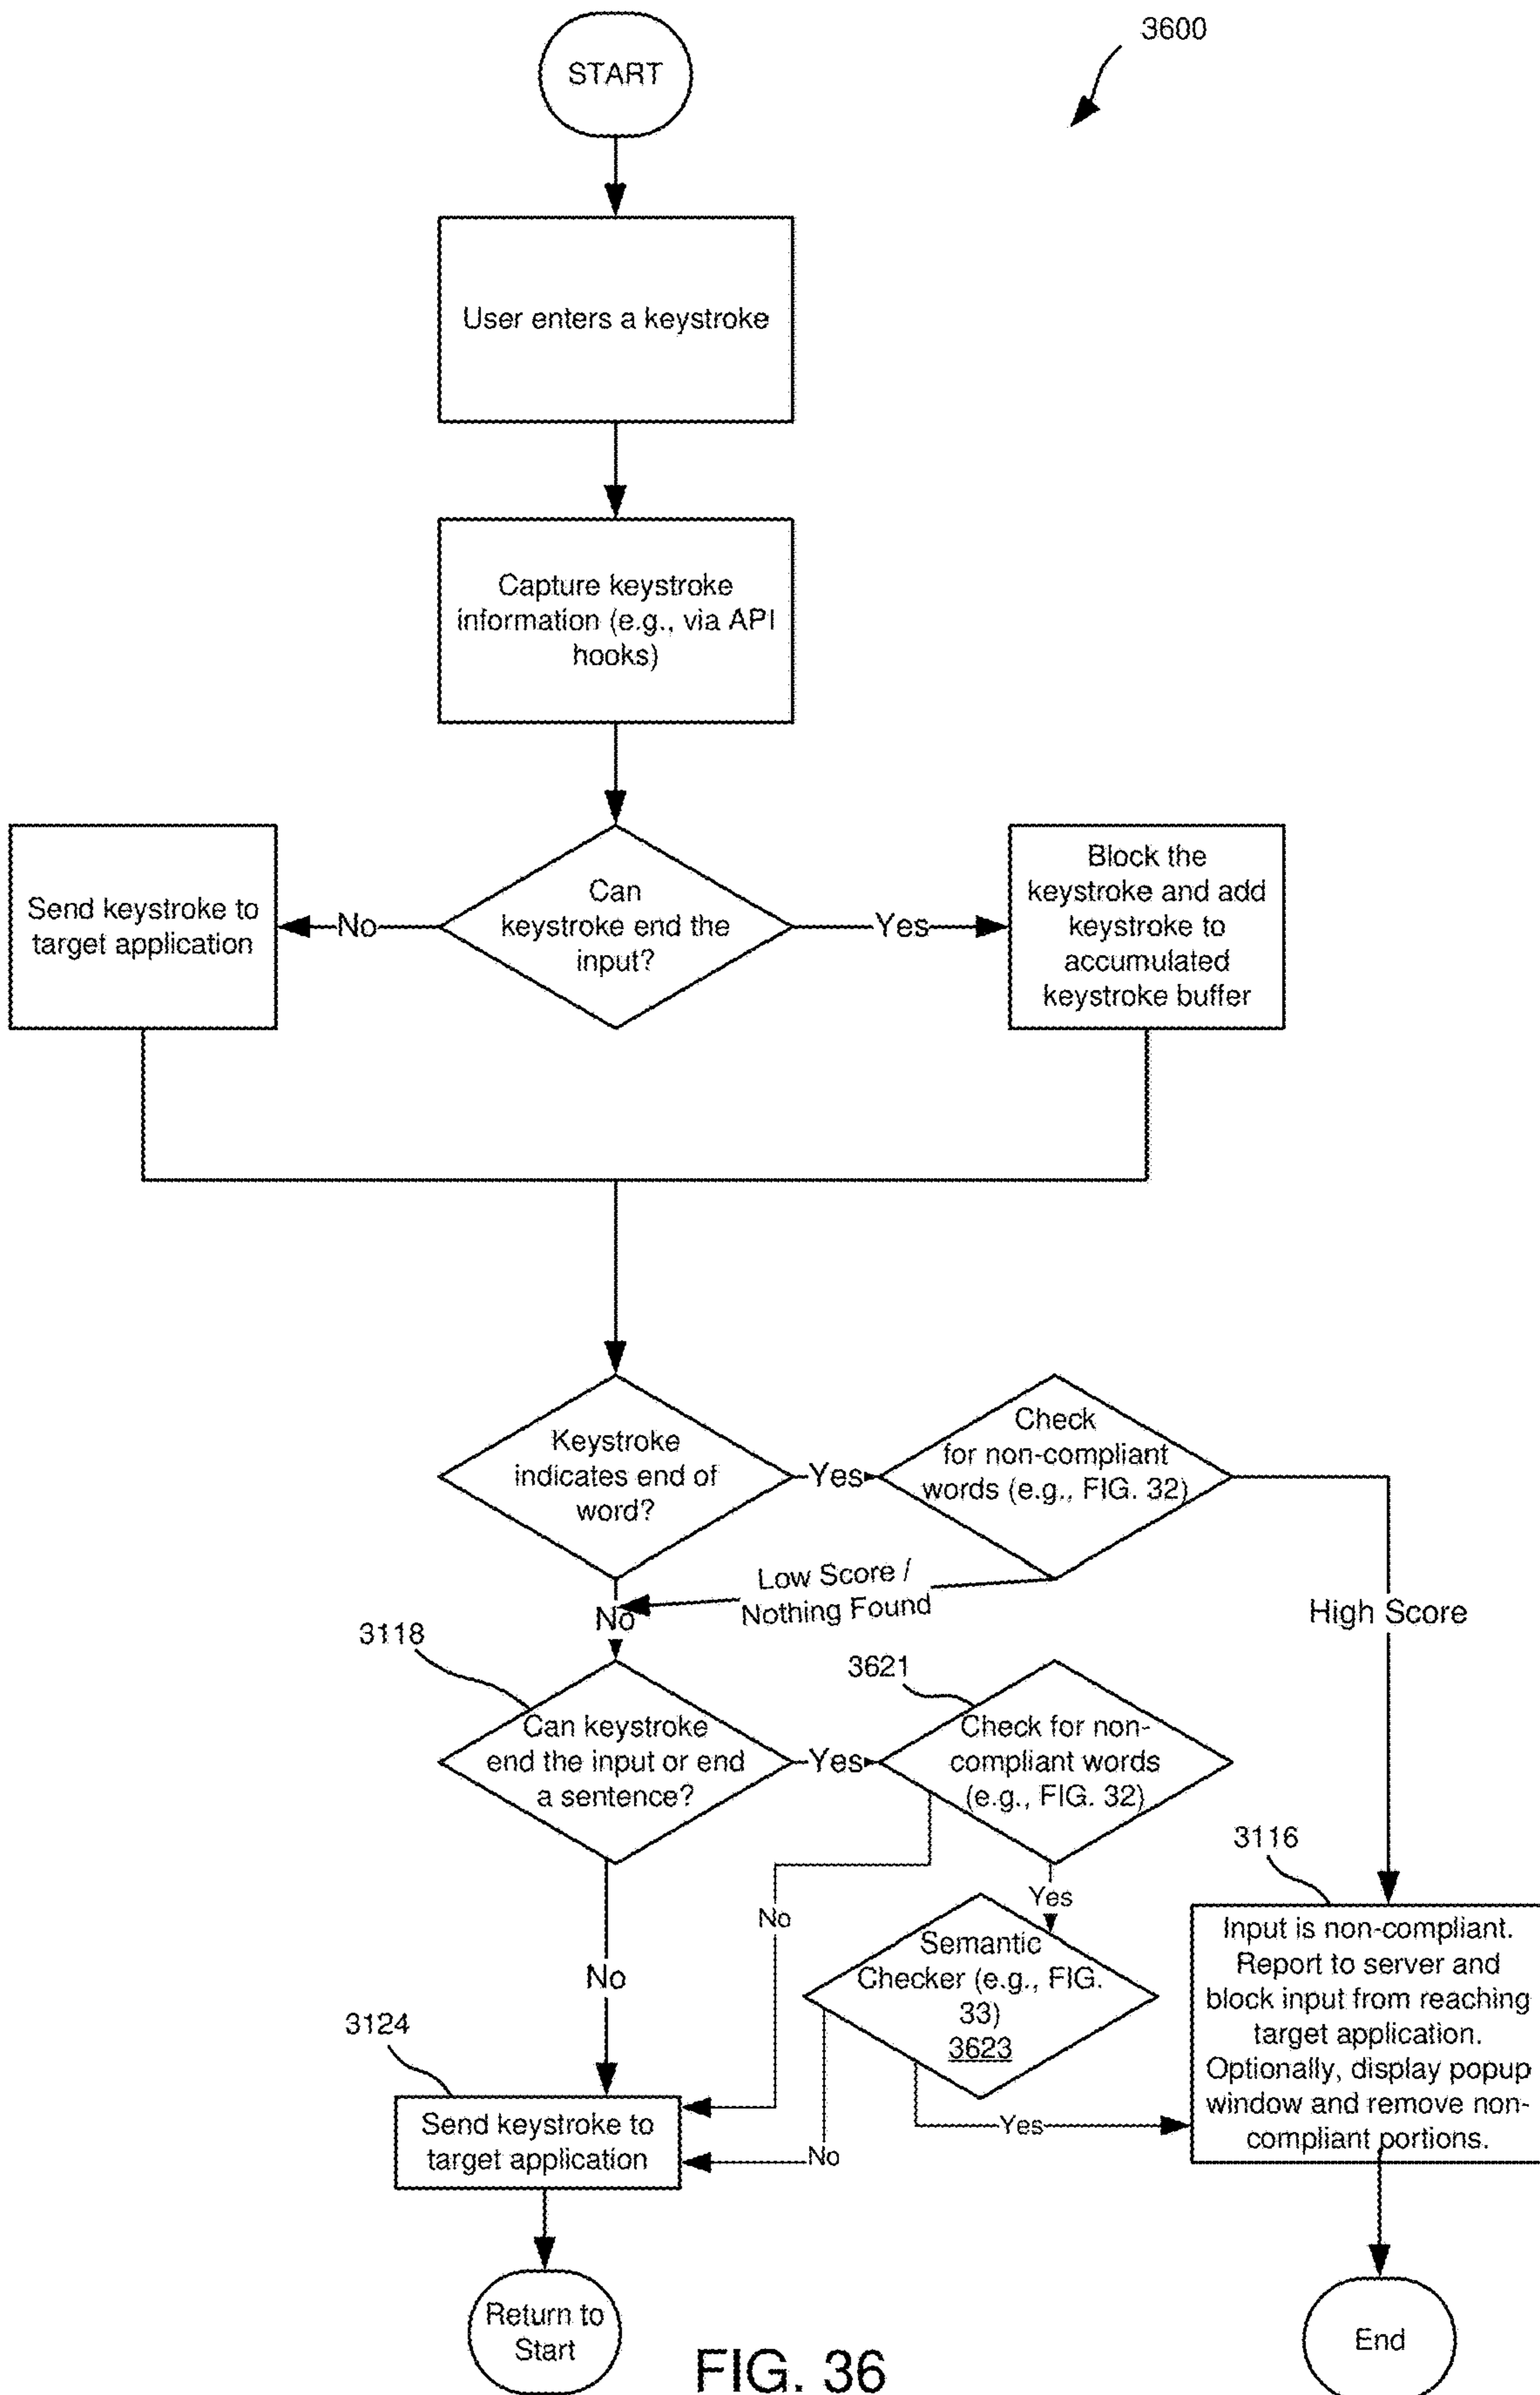 3600
START
User enters a keystroke
Capture keystroke
information (e.g., via API
hooks)
Send keystroke to
target application
No
Can
keystroke end the
input?
Yes
Block the
keystroke and add
keystroke to
accumulated
keystroke buffer
Keystroke
indicates end of
word?
Yes
Check
for non-compliant
words (e.g., FIG. 32)
Low Score /
Nothing Found
No
High Score
3118
Can keystroke
end the input or end
a sentence?
Yes
3621
Check for non-
compliant words
(e.g., FIG. 32)
No
Yes
No
Semantic
Checker (e.g., FIG.
33)
3623
Yes
No
3116
Input is non-compliant.
Report to server and
block input from reaching
target application.
Optionally, display popup
window and remove non-
compliant portions.
3124
Send keystroke to
target application
Return to
Start
End
FIG. 36